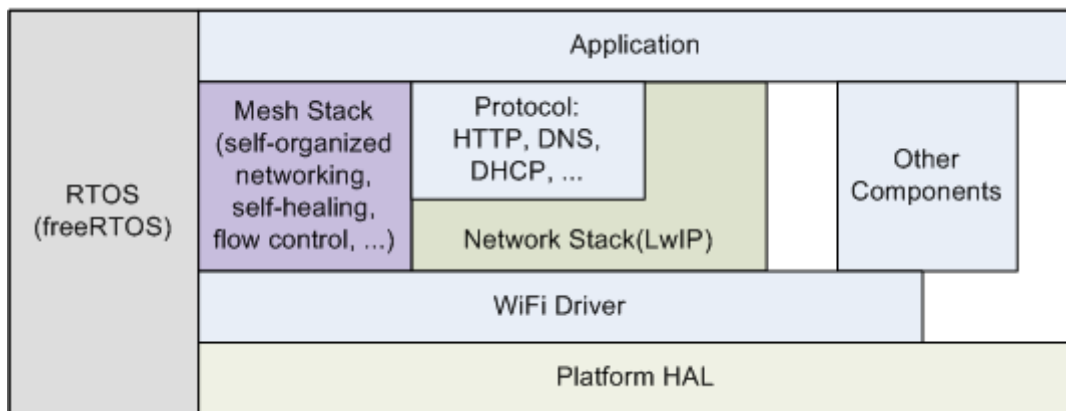 Application
RTOS
(freeRTOS)
Mesh Stack
(self-organized
networking,
self-healing,
flow control, ...)
Protocol:
HTTP, DNS,
DHCP, ...
Network Stack(LwIP)
Other
Components
WiFi Driver
Platform HAL